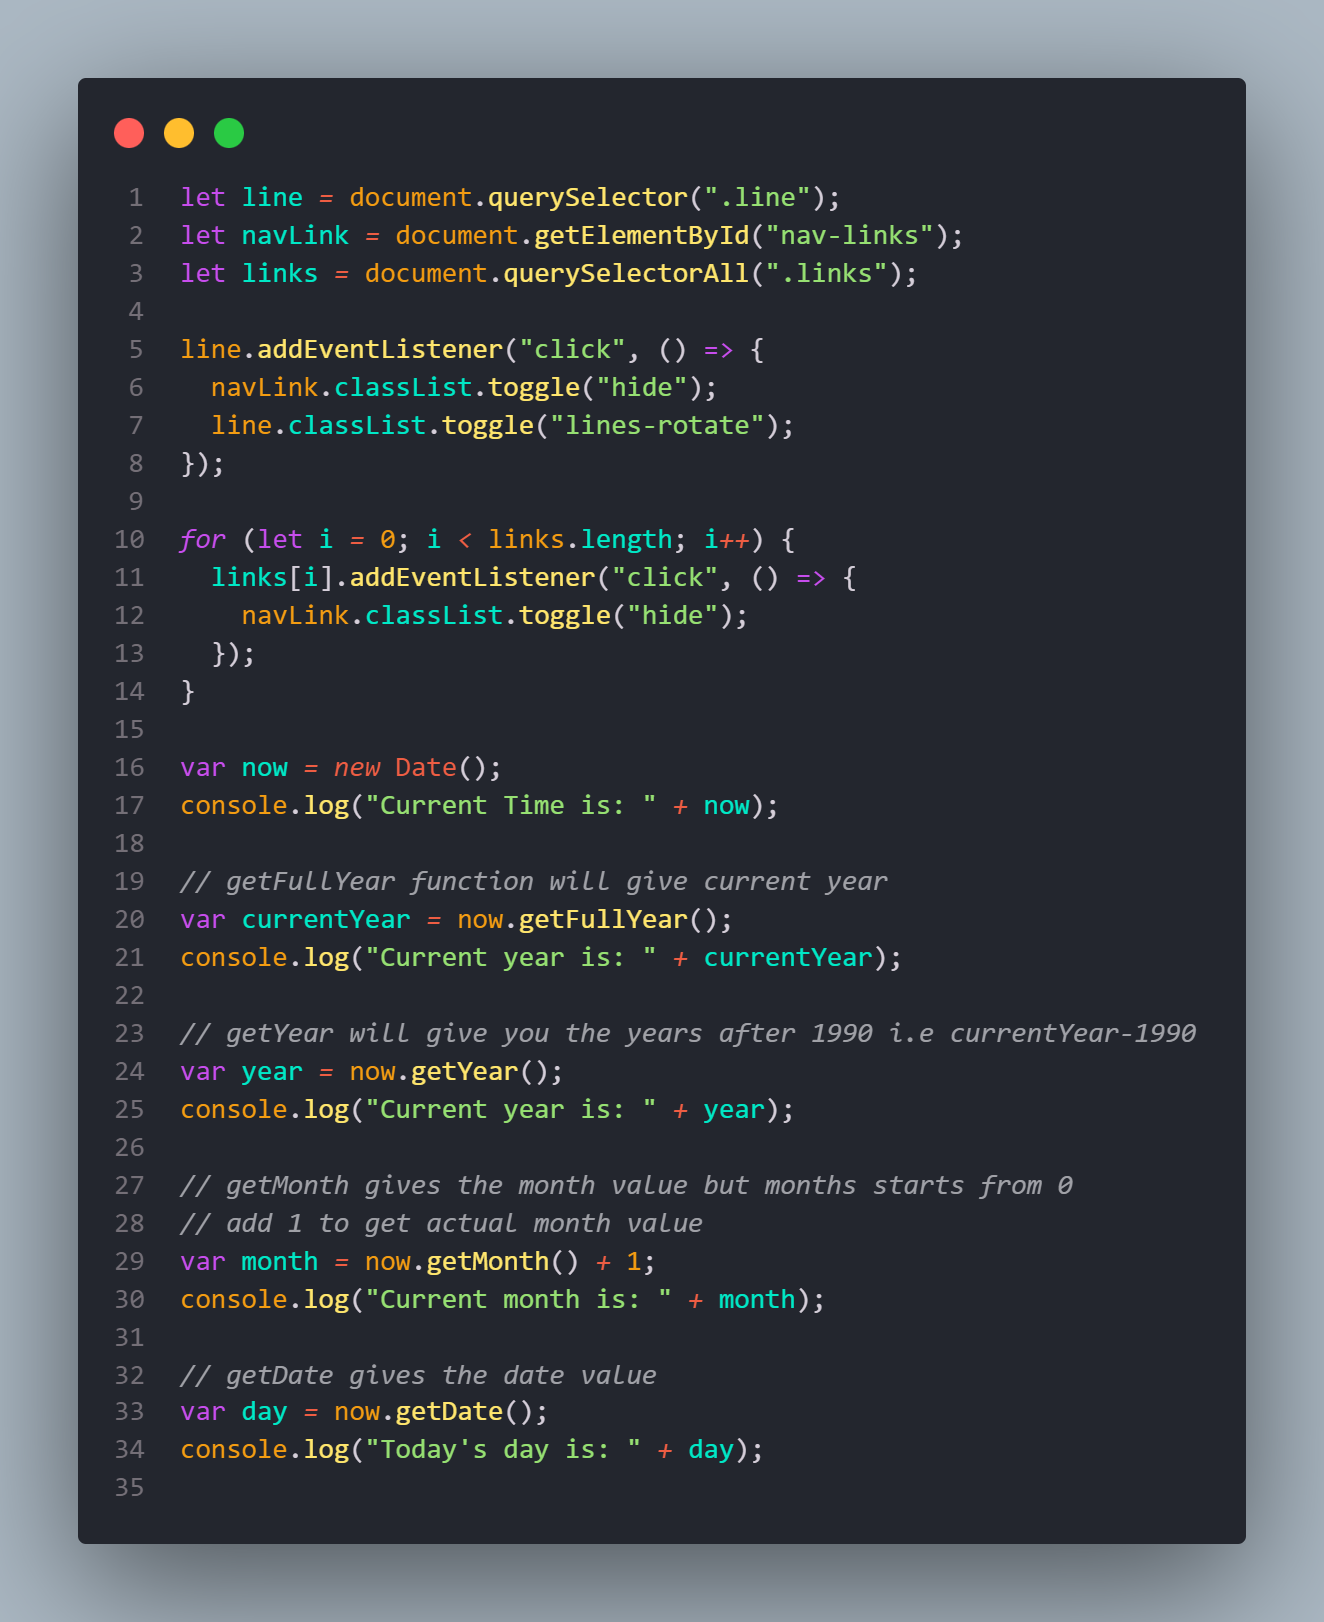 1 let line = document.querySelector(".line");
2 let navLink = document.getElementById("nav-links");
3 let links = document.querySelectorAll(".links");
4
5 line.addEventListener("click", () => {
6   navLink.classList.toggle("hide");
7   line.classList.toggle("lines-rotate");
8 });
9
10 for (let i = 0; i < links.length; i++) {
11   links[i].addEventListener("click", () => {
12     navLink.classList.toggle("hide");
13   });
14 }
15
16 var now = new Date();
17 console.log("Current Time is: " + now);
18
19 // getFullYear function will give current year
20 var currentYear = now.getFullYear();
21 console.log("Current year is: " + currentYear);
22
23 // getYear will give you the years after 1990 i.e currentYear-1990
24 var year = now.getYear();
25 console.log("Current year is: " + year);
26
27 // getMonth gives the month value but months starts from 0
28 // add 1 to get actual month value
29 var month = now.getMonth() + 1;
30 console.log("Current month is: " + month);
31
32 // getDate gives the date value
33 var day = now.getDate();
34 console.log("Today's day is: " + day);
35